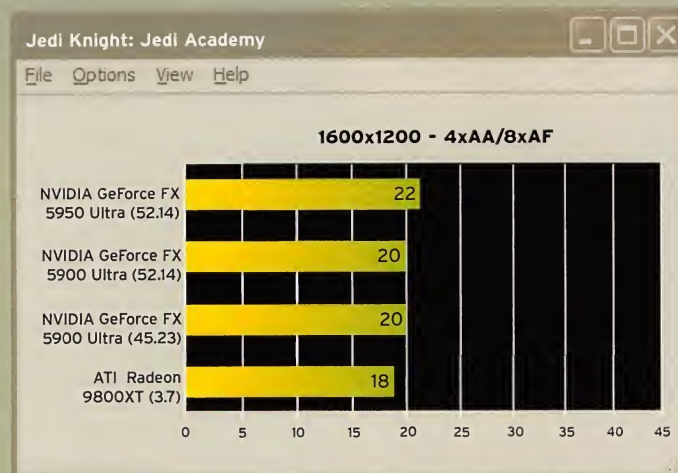 Jedi Knight: Jedi Academy
File Options View Help
1600x1200 - 4xAA/8xAF
NVIDIA GeForce FX
5950 Ultra (52.14)
22
NVIDIA GeForce FX
5900 Ultra (52.14)
20
NVIDIA GeForce FX
5900 Ultra (45.23)
20
ATI Radeon
9800XT (3.7)
18
0 5 10 15 20 25 30 35 40 45